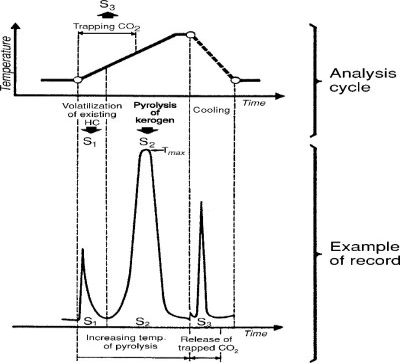 S3
Trapping CO2
Temperature
Time
Volatilization
of existing
HC
S1
Pyrolysis
of
kerogen
S2
Cooling
Analysis
cycle
Tmax
Example
of record
S1
S2
S3
Time
Increasing temp.
of pyrolysis
Release of
trapped CO2